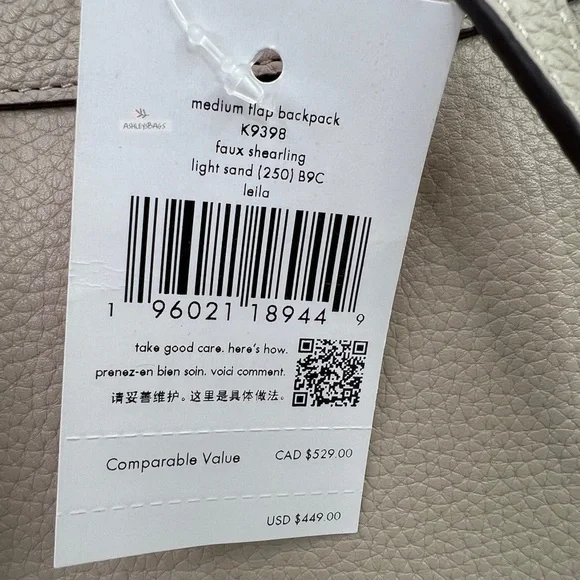 medium flap backpack
ASHLEYSBAGS
K9398
faux shearling
light sand (250) B9C
leila
1 96021 18944 9
take good care. here's how.
prenez-en bien soin. voici comment.
请妥善维护。这里是具体做法。
Comparable Value CAD $529.00
USD $449.00